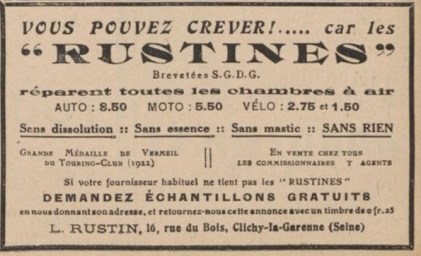 VOUS POUVEZ CREVER!..... car les
"RUSTINES"
Brevetées S.G.D.G.
réparent toutes les chambres à air
AUTO : 8.50 MOTO : 5.50 VÉLO : 2.75 et 1.50
Sans dissolution :: Sans essence :: Sans mastic :: SANS RIEN
GRANDE MÉDAILLE DE VERMEIL
DU TOURING-CLUB (1922)
EN VENTE CHEZ TOUS
LES COMMISSIONNAIRES ET AGENTS
Si votre fournisseur habituel ne tient pas les "RUSTINES"
DEMANDEZ ÉCHANTILLONS GRATUITS
en nous donnant son adresse, et retournez-nous cette annonce avec un timbre de 0 fr. 25
L. RUSTIN, 16, rue du Bois, Clichy-la-Garenne (Seine)